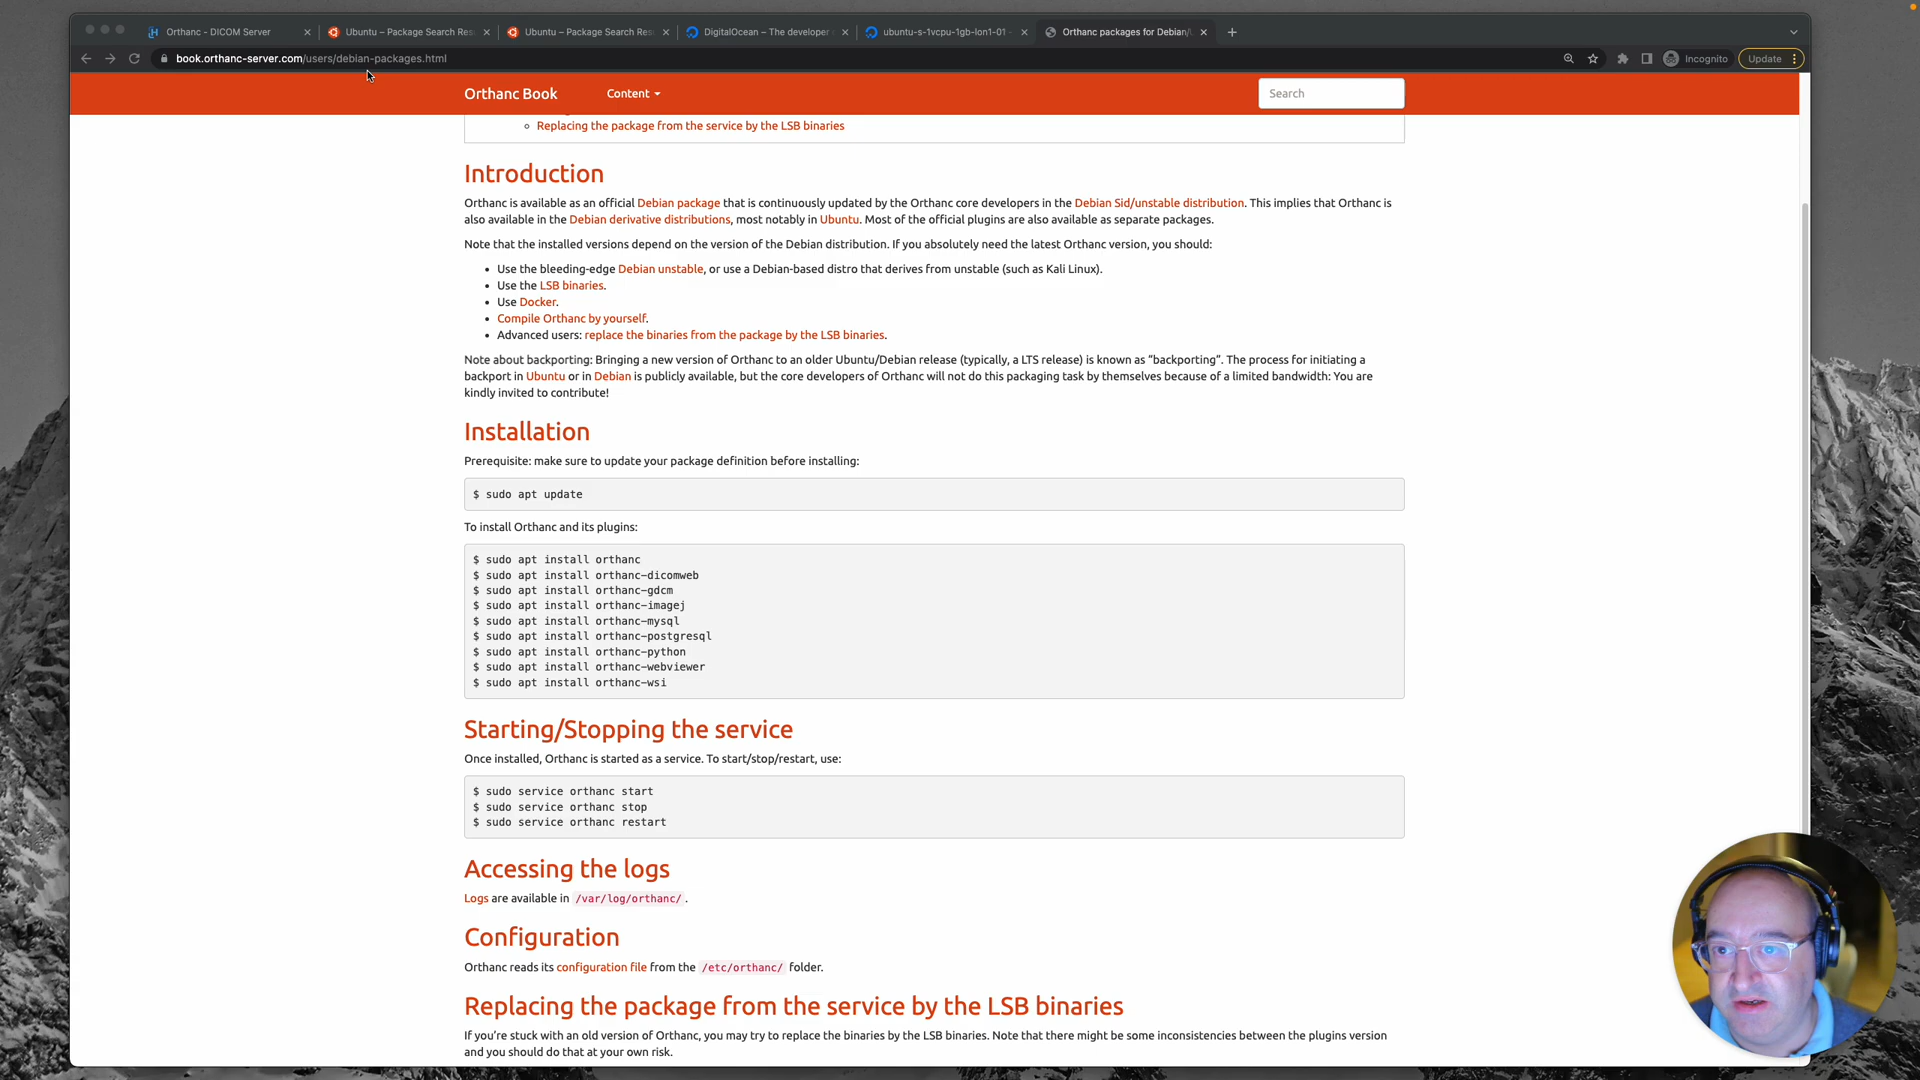 Orthanc - DICOM Server
Ubuntu – Package Search Res
Ubuntu – Package Search Res
DigitalOcean – The developer
ubuntu-s-1vcpu-1gb-lon1-01 -
Orthanc packages for Debian/
book.orthanc-server.com/users/debian-packages.html
Incognito
Update
Orthanc Book
Content
Search
Replacing the package from the service by the LSB binaries
Introduction
Orthanc is available as an official Debian package that is continuously updated by the Orthanc core developers in the Debian Sid/unstable distribution. This implies that Orthanc is
also available in the Debian derivative distributions, most notably in Ubuntu. Most of the official plugins are also available as separate packages.
Note that the installed versions depend on the version of the Debian distribution. If you absolutely need the latest Orthanc version, you should:
Use the bleeding-edge Debian unstable, or use a Debian-based distro that derives from unstable (such as Kali Linux).
Use the LSB binaries.
Use Docker.
Compile Orthanc by yourself.
Advanced users: replace the binaries from the package by the LSB binaries.
Note about backporting: Bringing a new version of Orthanc to an older Ubuntu/Debian release (typically, a LTS release) is known as “backporting”. The process for initiating a
backport in Ubuntu or in Debian is publicly available, but the core developers of Orthanc will not do this packaging task by themselves because of a limited bandwidth: You are
kindly invited to contribute!
Installation
Prerequisite: make sure to update your package definition before installing:
$ sudo apt update
To install Orthanc and its plugins:
$ sudo apt install orthanc
$ sudo apt install orthanc-dicomweb
$ sudo apt install orthanc-gdcm
$ sudo apt install orthanc-imagej
$ sudo apt install orthanc-mysql
$ sudo apt install orthanc-postgresql
$ sudo apt install orthanc-python
$ sudo apt install orthanc-webviewer
$ sudo apt install orthanc-wsi
Starting/Stopping the service
Once installed, Orthanc is started as a service. To start/stop/restart, use:
$ sudo service orthanc start
$ sudo service orthanc stop
$ sudo service orthanc restart
Accessing the logs
Logs are available in /var/log/orthanc/ .
Configuration
Orthanc reads its configuration file from the /etc/orthanc/ folder.
Replacing the package from the service by the LSB binaries
If you’re stuck with an old version of Orthanc, you may try to replace the binaries by the LSB binaries. Note that there might be some inconsistencies between the plugins version
and you should do that at your own risk.